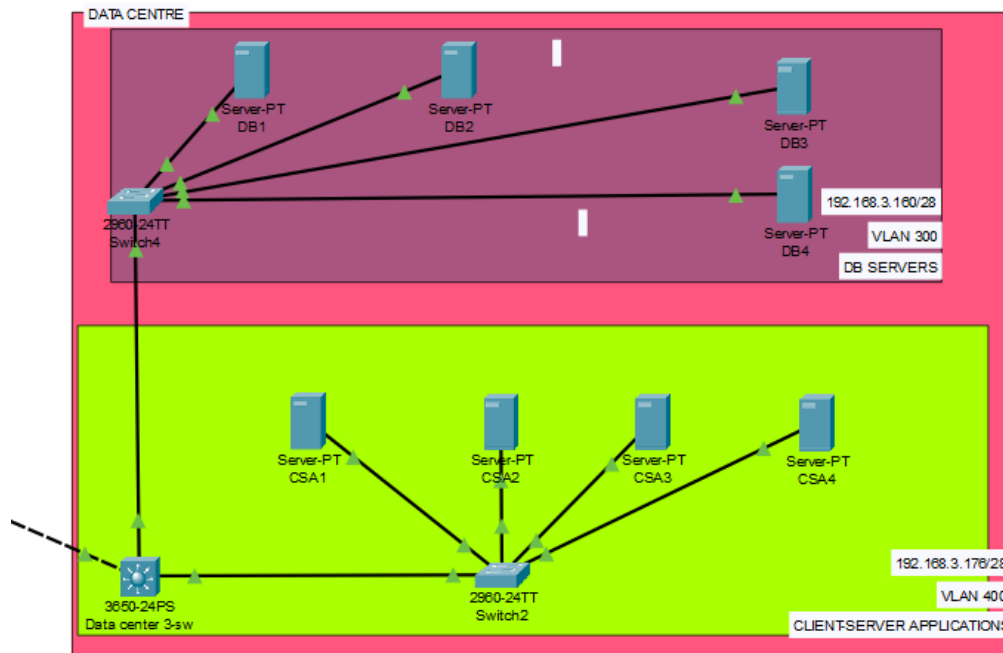 DATA CENTRE
Server-PT
DB1
Server-PT
DB2
Server-PT
DB3
2960-24TT
Switch4
Server-PT
DB4
192.168.3.160/28
VLAN 300
DB SERVERS
Server-PT
CSA1
Server-PT
CSA2
Server-PT
CSA3
Server-PT
CSA4
3650-24PS
Data center 3-sw
2960-24TT
Switch2
192.168.3.176/28
VLAN 400
CLIENT-SERVER APPLICATIONS